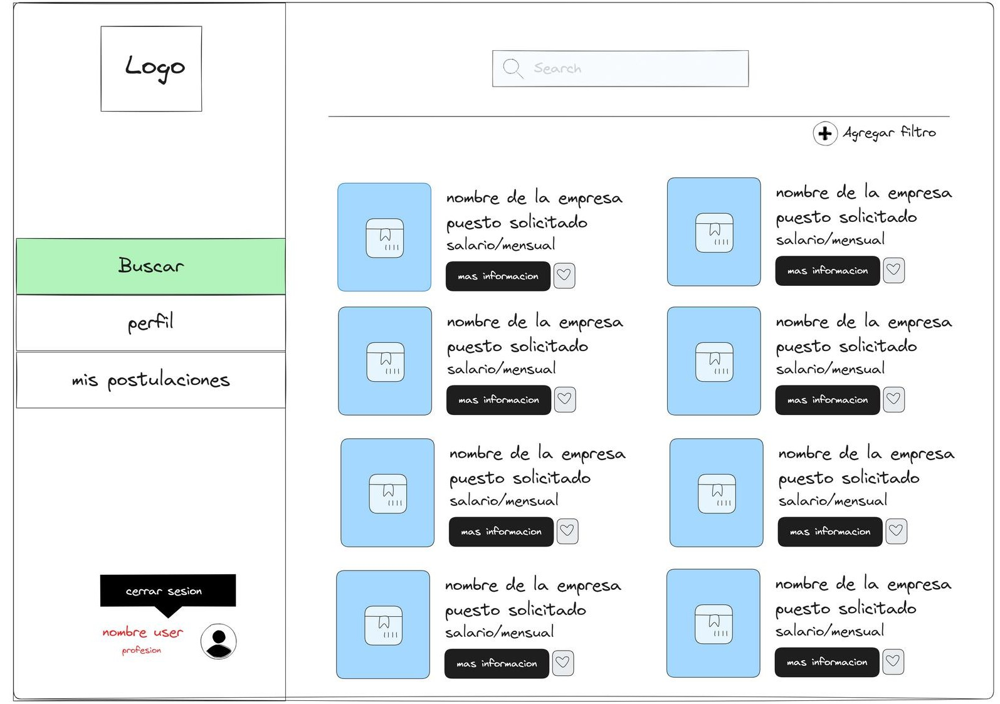 Logo
Buscar
perfil
mis postulaciones
cerrar sesion
nombre user
profesion
Search
Agregar filtro
nombre de la empresa
puesto solicitado
salario/mensual
mas informacion
nombre de la empresa
puesto solicitado
salario/mensual
mas informacion
nombre de la empresa
puesto solicitado
salario/mensual
mas informacion
nombre de la empresa
puesto solicitado
salario/mensual
mas informacion
nombre de la empresa
puesto solicitado
salario/mensual
mas informacion
nombre de la empresa
puesto solicitado
salario/mensual
mas informacion
nombre de la empresa
puesto solicitado
salario/mensual
mas informacion
nombre de la empresa
puesto solicitado
salario/mensual
mas informacion